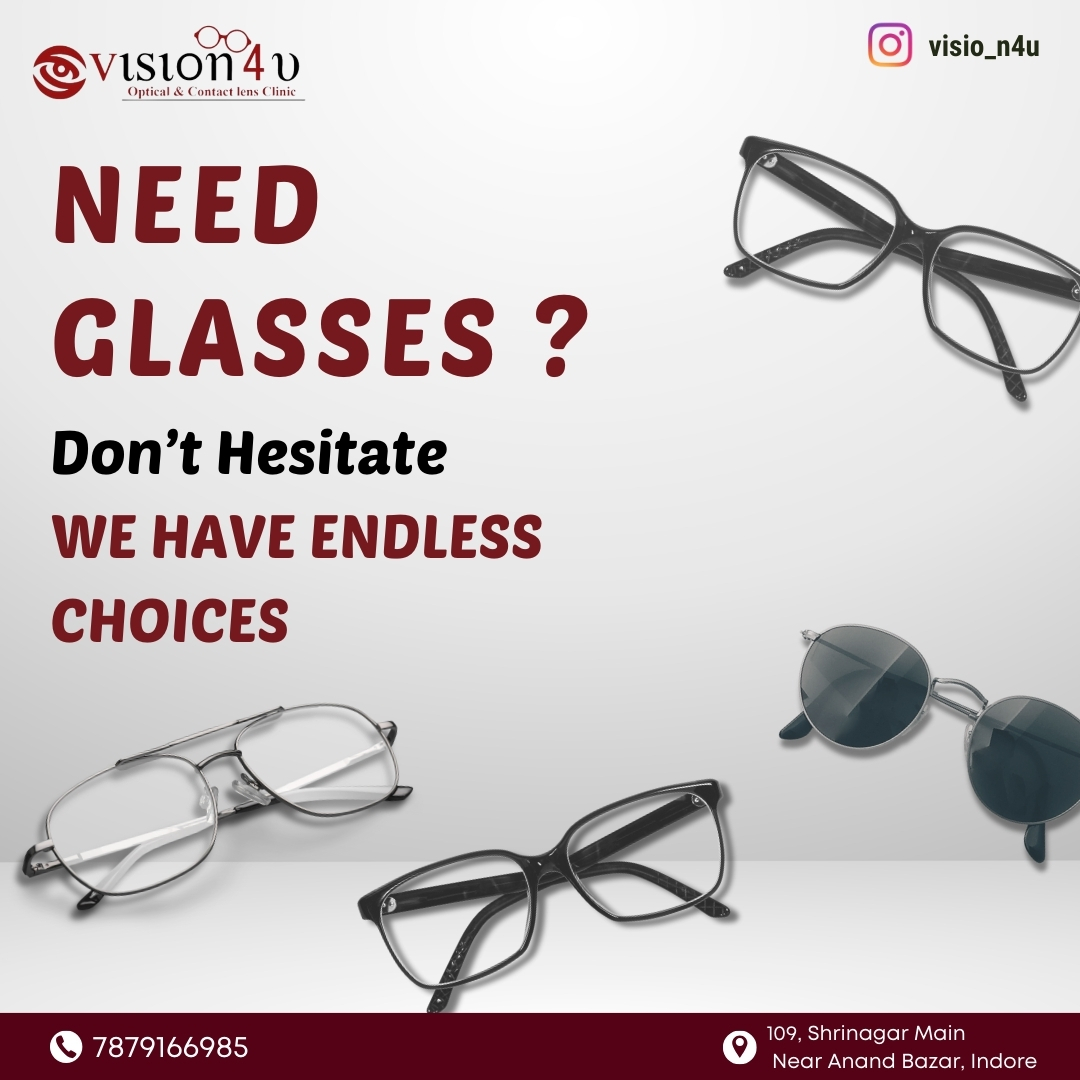 vision4u
Optical & Contact lens Clinic
visio_n4u
NEED
GLASSES ?
Don't Hesitate
WE HAVE ENDLESS
CHOICES
7879166985
109, Shrinagar Main
Near Anand Bazar, Indore